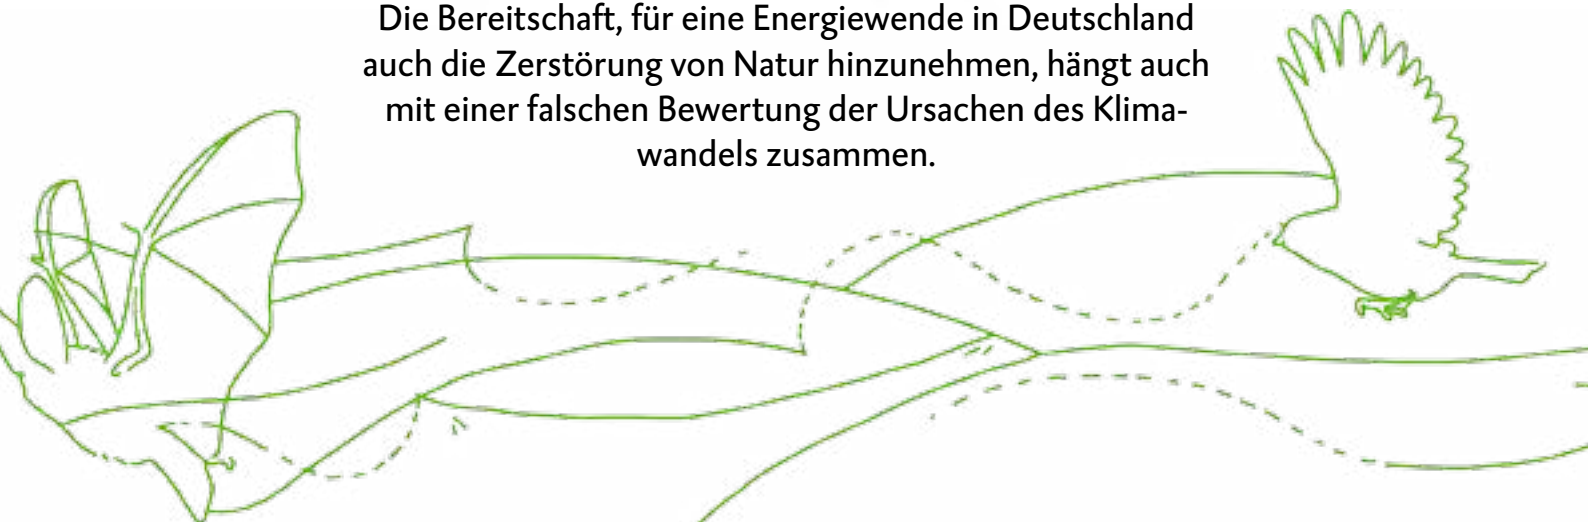 Die Bereitschaft, für eine Energiewende in Deutschland
auch die Zerstörung von Natur hinzunehmen, hängt auch
mit einer falschen Bewertung der Ursachen des Klima-
wandels zusammen.